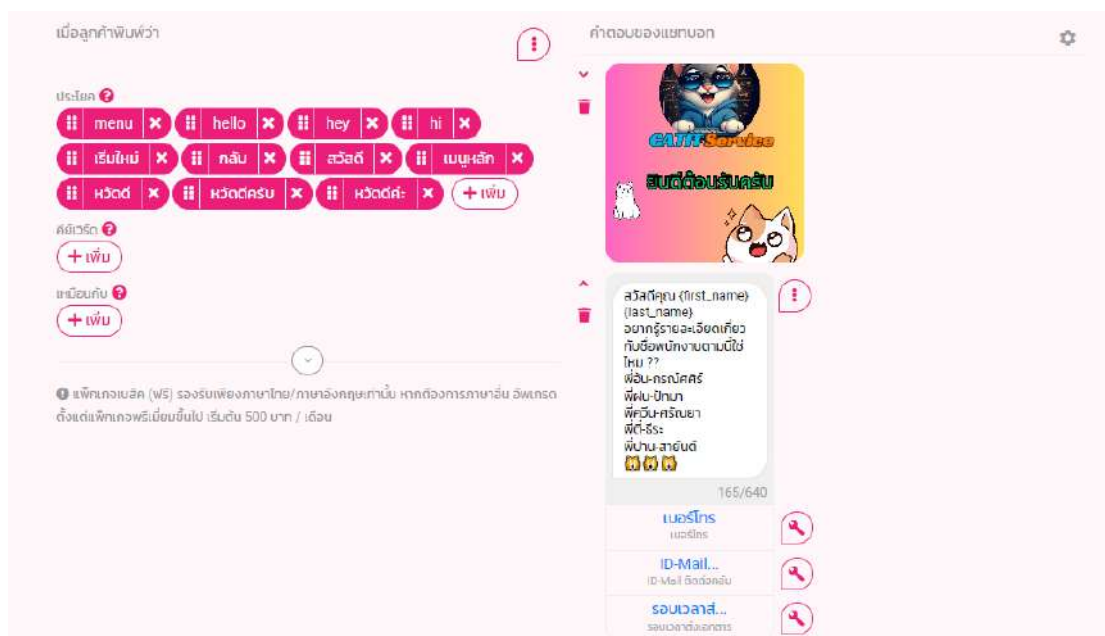 เมื่อลูกค้าพิมพ์ว่า
ประโยค ?
menu × hello × hey × hi ×
เริ่มใหม่ × กลับ × สวัสดี × เมนูหลัก ×
หวัดดี × หวัดดีครับ × หวัดดีค่ะ × + เพิ่ม
คีย์เวิร์ด ?
+ เพิ่ม
เหมือนกับ ?
+ เพิ่ม
แพ็กเกจเบสิค (ฟรี) รองรับเพียงภาษาไทย/ภาษาอังกฤษเท่านั้น หากต้องการภาษาอื่น อัพเกรด
ตั้งแต่แพ็กเกจพรีเมี่ยมขึ้นไป เริ่มต้น 500 บาท / เดือน
คำตอบของแชทบอท
CATITService
ยินดีต้อนรับครับ
สวัสดีคุณ {first_name}
{last_name}
อยากรู้รายละเอียดเกี่ยว
กับชื่อพนักงานตามนี้ใช่
ไหม ??
พี่อัน-กรณ์ศศิร์
พี่ฝน-ปัทมา
พี่ควีน-ศรัณยา
พี่ตี่-ธีระ
พี่ปาน-สายันต์
165/640
เบอร์โทร
เบอร์โทร
ID-Mail...
ID-Mail ติดต่อกลับ
รอบเวลาส่...
รอบเวลาส่งเอกสาร